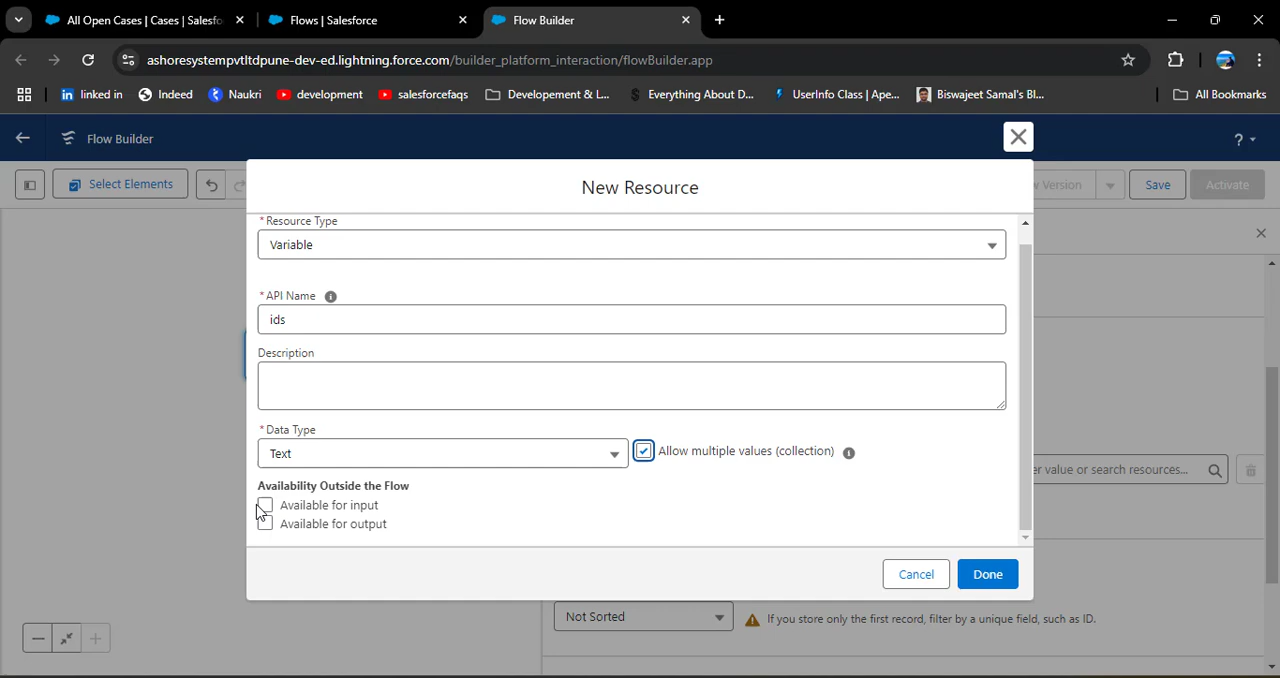 All Open Cases | Cases | Salesfo
Flows | Salesforce
Flow Builder
ashoresystempvtltdpune-dev-ed.lightning.force.com/builder_platform_interaction/flowBuilder.app
linked in
Indeed
Naukri
development
salesforcefaqs
Developement & L...
Everything About D...
UserInfo Class | Ape...
Biswajeet Samal's Bl...
All Bookmarks
Flow Builder
?
Select Elements
Version
Save
Activate
New Resource
* Resource Type
Variable
* API Name
ids
Description
* Data Type
Text
Allow multiple values (collection)
er value or search resources...
Availability Outside the Flow
Available for input
Available for output
Cancel
Done
Not Sorted
If you store only the first record, filter by a unique field, such as ID.